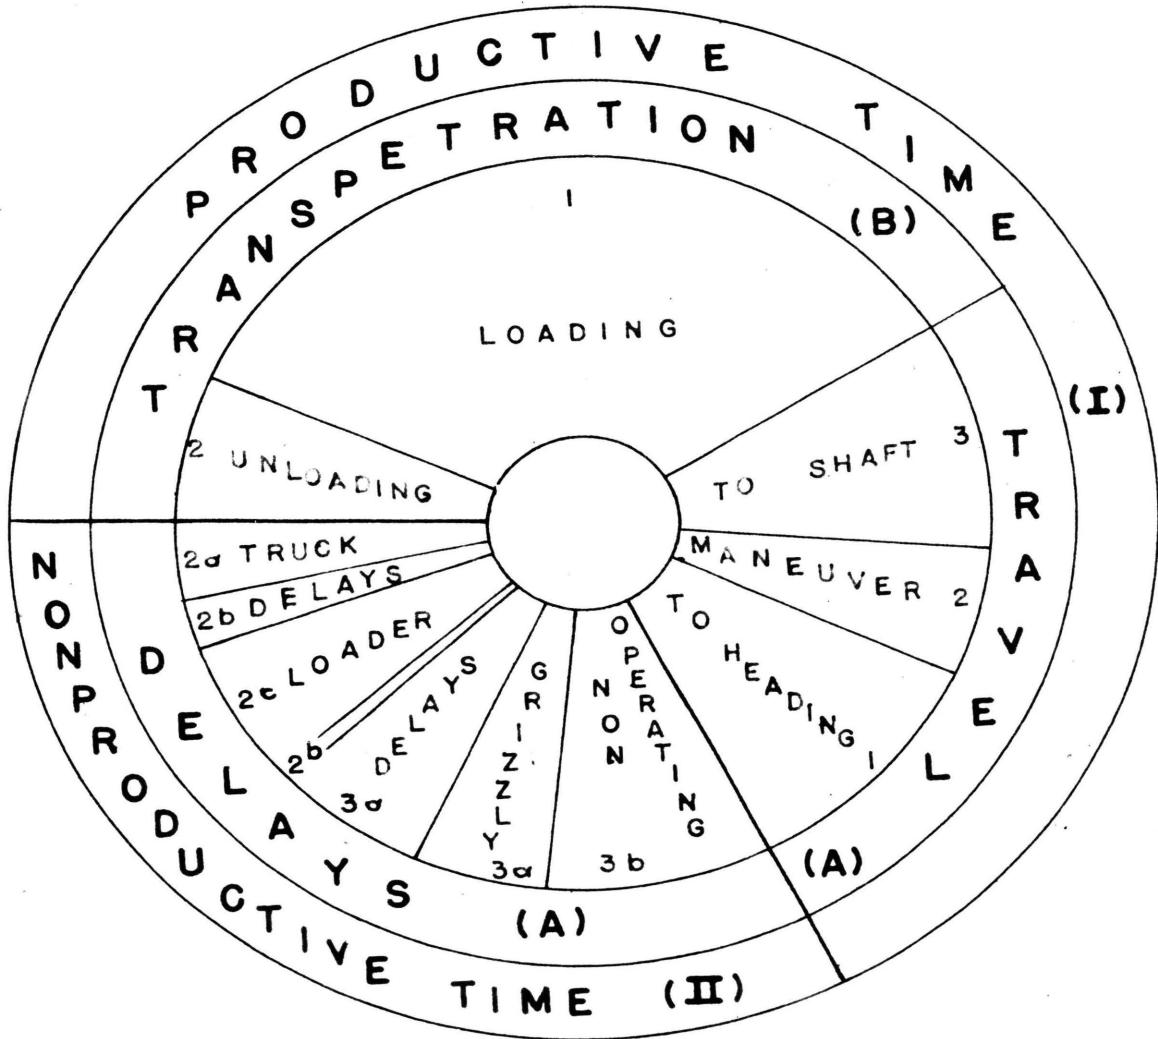 PRODUCTIVE TIME (I)
TRANSPETRATION (B)
1
LOADING
2 UNLOADING
TRAVEL (A)
TO SHAFT 3
MANEUVER 2
TO HEADING 1
NONPRODUCTIVE TIME (II)
DELAYS (A)
2a TRUCK
2b DELAYS
2c LOADER
2b
3a DELAYS
GRIZZLY
3a
NON
OPERATING
3b